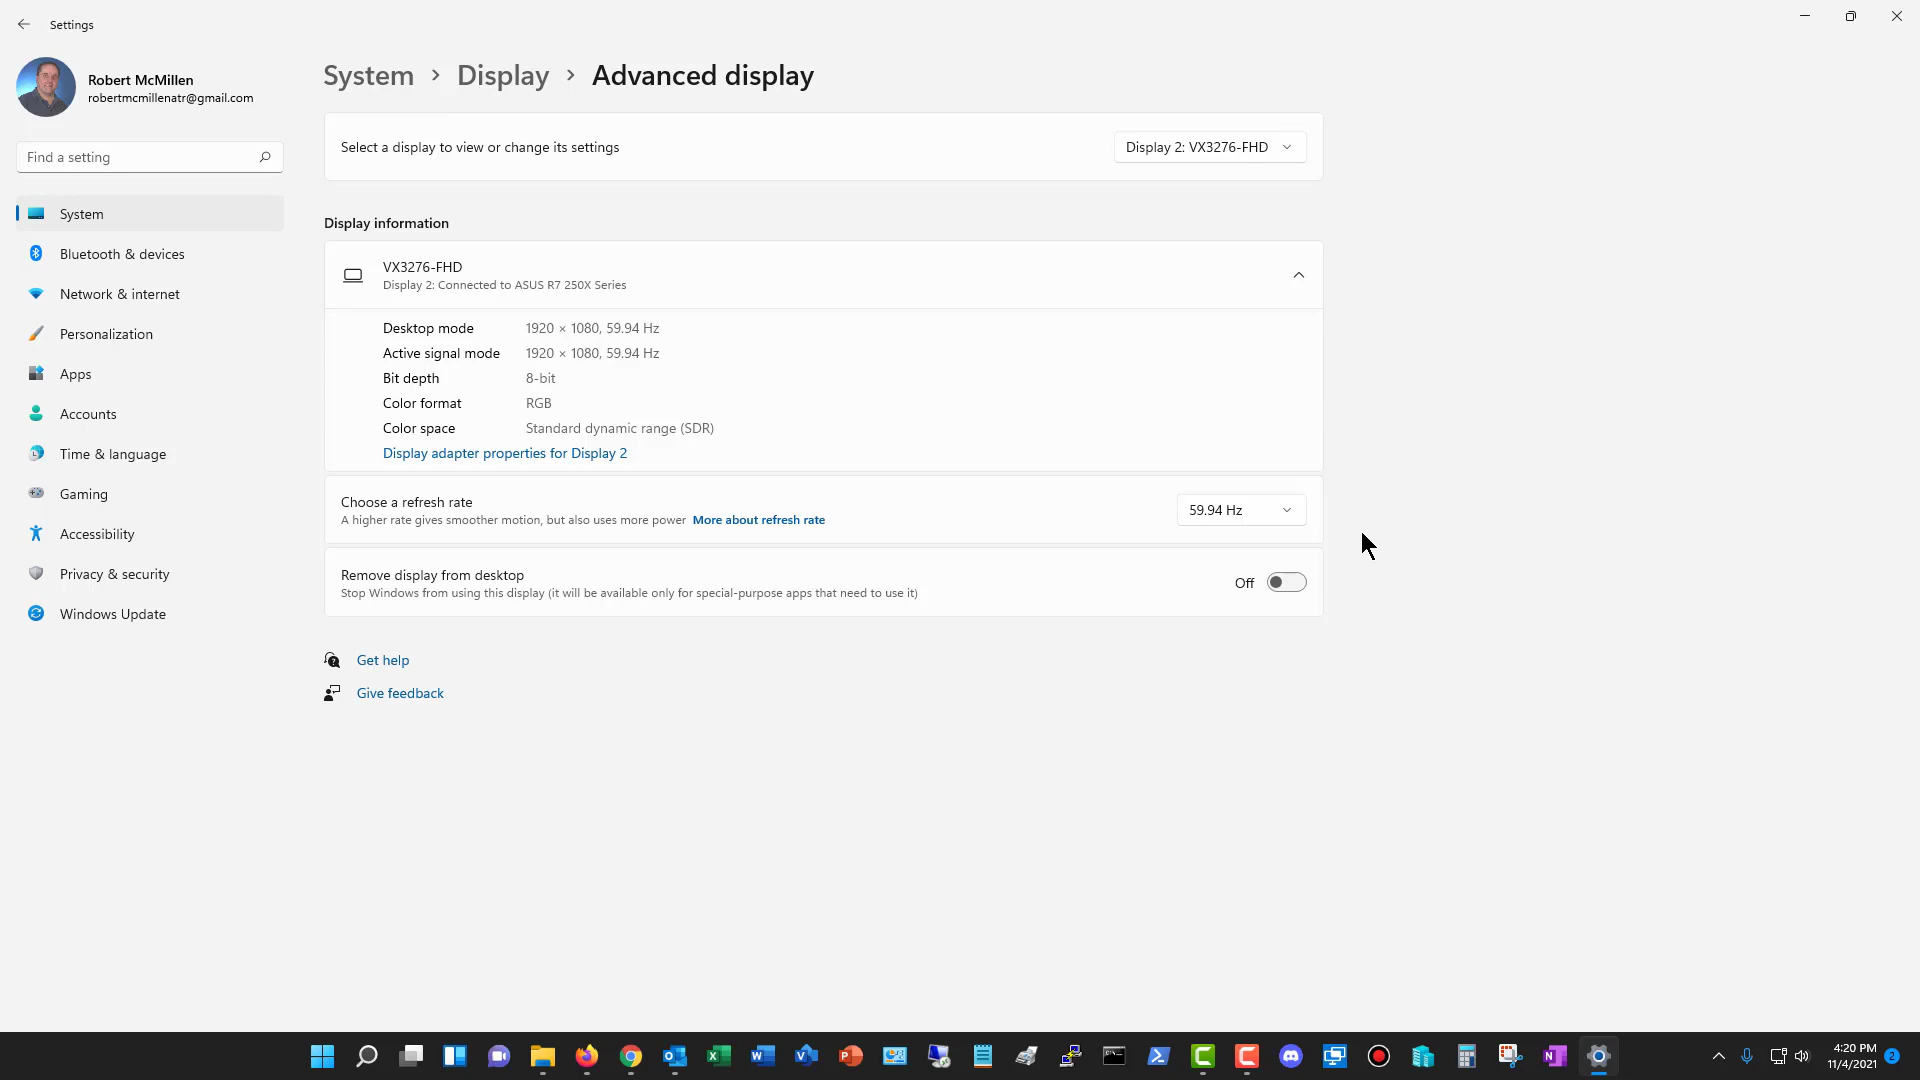 Settings
Robert McMillen
robertmcmillenatr@gmail.com
Find a setting
System
Bluetooth & devices
Network & internet
Personalization
Apps
Accounts
Time & language
Gaming
Accessibility
Privacy & security
Windows Update
System > Display > Advanced display
Select a display to view or change its settings
Display 2: VX3276-FHD
Display information
VX3276-FHD
Display 2: Connected to ASUS R7 250X Series
Desktop mode 1920 × 1080, 59.94 Hz
Active signal mode 1920 × 1080, 59.94 Hz
Bit depth 8-bit
Color format RGB
Color space Standard dynamic range (SDR)
Display adapter properties for Display 2
Choose a refresh rate
A higher rate gives smoother motion, but also uses more power More about refresh rate
59.94 Hz
Remove display from desktop
Stop Windows from using this display (it will be available only for special-purpose apps that need to use it)
Off
Get help
Give feedback
4:20 PM
11/4/2021
2